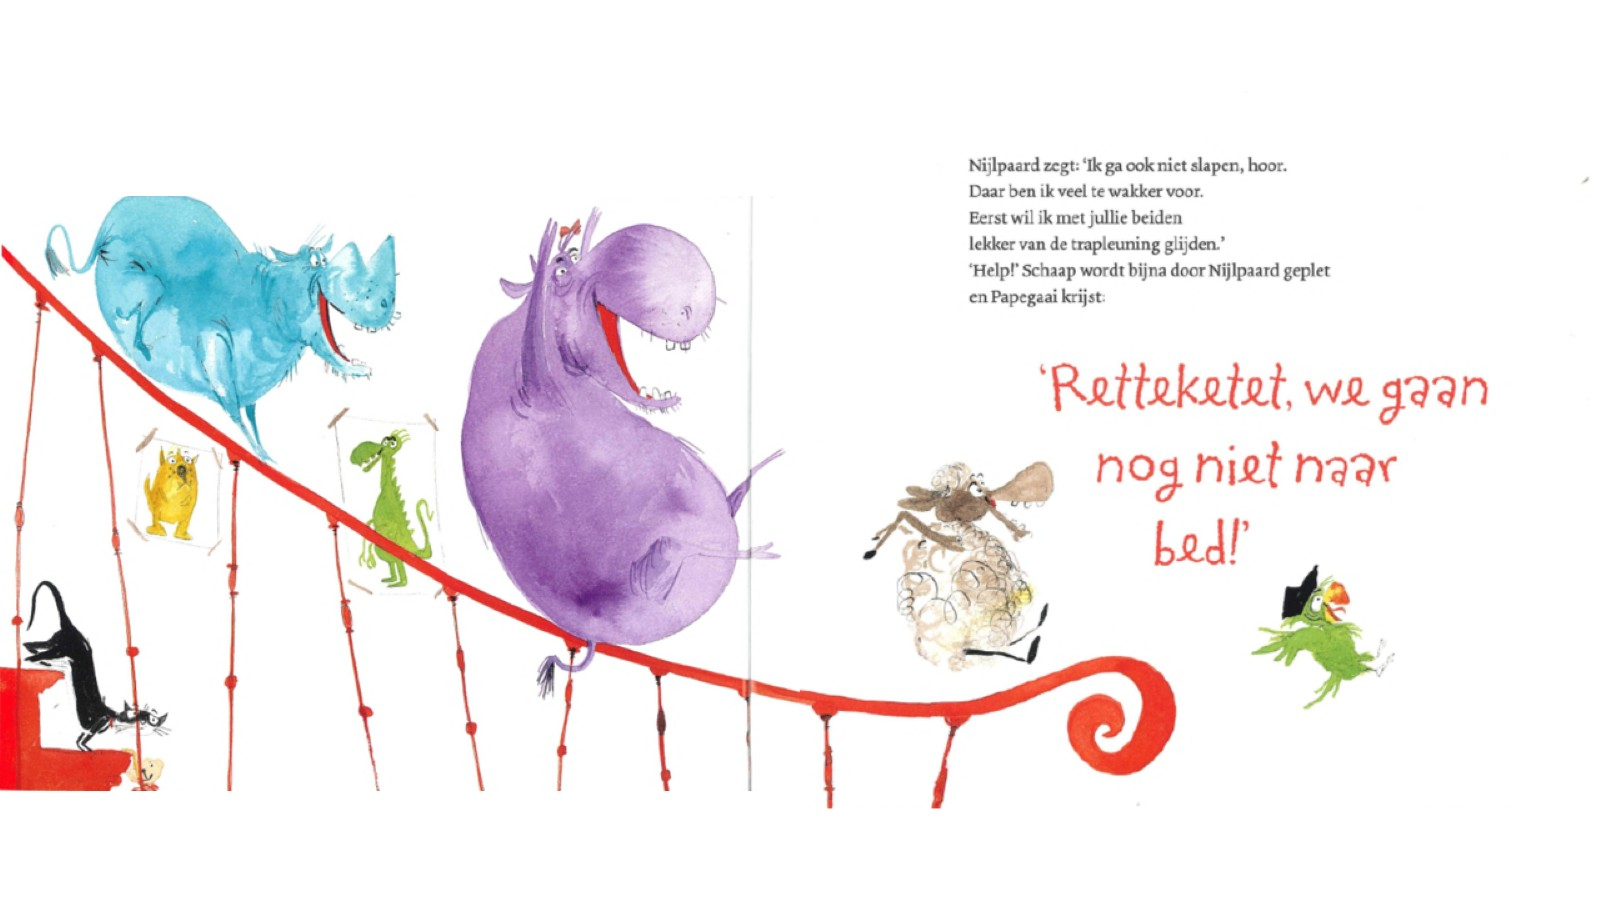 Nijlpaard zegt: ‘Ik ga ook niet slapen, hoor.
Daar ben ik veel te wakker voor.
Eerst wil ik met jullie beiden
lekker van de trapleuning glijden.’
‘Help!’ Schaap wordt bijna door Nijlpaard geplet
en Papegaai krijst:
‘Retteketet, we gaan
nog niet naar
bed!’